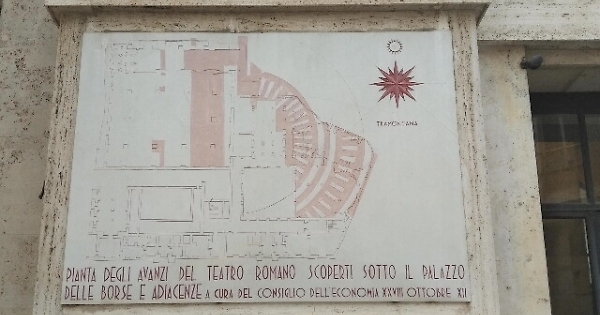 TRAMONTANA
PIANTA DEGLI AVANZI DEL TEATRO ROMANO SCOPERTI SOTTO IL PALAZZO
DELLE BORSE E ADIACENZE A CURA DEL CONSIGLIO DELL'ECONOMIA XXVIII OTTOBRE XII